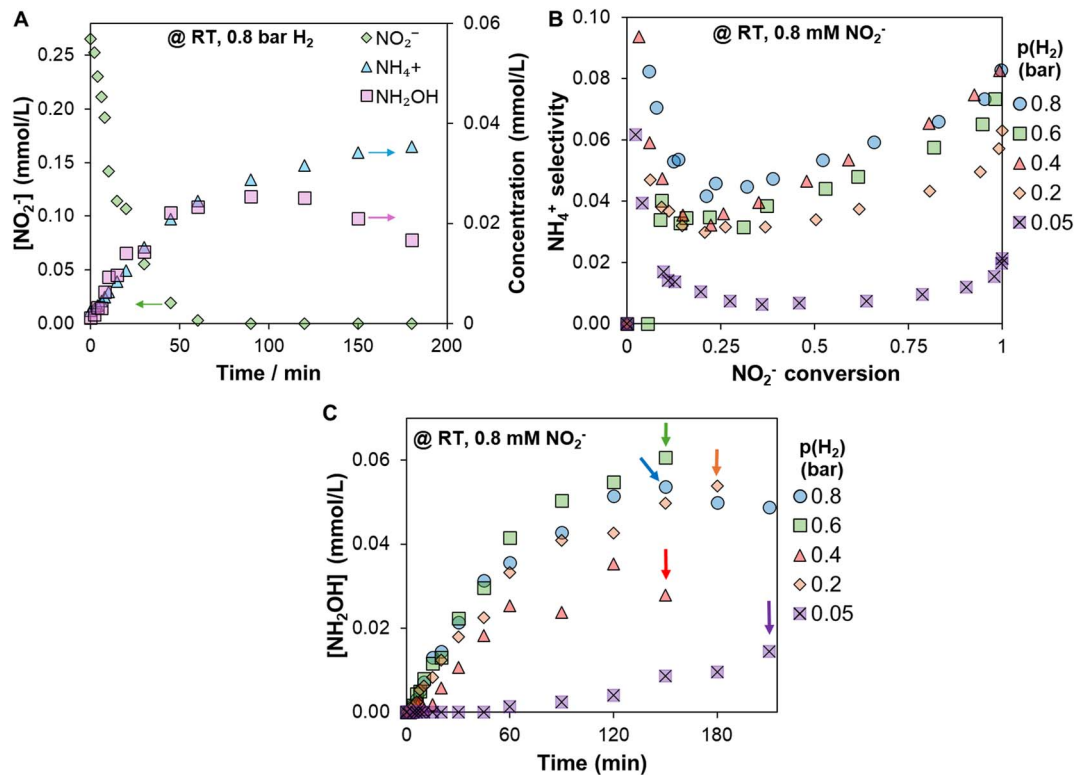 A
@ RT, 0.8 bar H₂
NO₂⁻
NH₄+
NH₂OH
[NO₂⁻] (mmol/L)
0.25
0.20
0.15
0.10
0.05
0.00
0.06
0.04
0.02
0
Concentration (mmol/L)
0 50 100 150 200
Time / min
B
@ RT, 0.8 mM NO₂⁻
NH₄⁺ selectivity
0.10
0.08
0.06
0.04
0.02
0.00
0 0.25 0.5 0.75 1
NO₂⁻ conversion
p(H₂)
(bar)
0.8
0.6
0.4
0.2
0.05
C
@ RT, 0.8 mM NO₂⁻
[NH₂OH] (mmol/L)
0.06
0.04
0.02
0.00
0 60 120 180
Time (min)
p(H₂)
(bar)
0.8
0.6
0.4
0.2
0.05